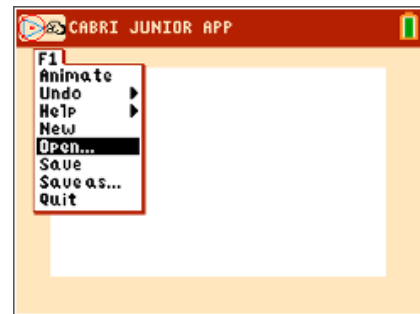 CABRI JUNIOR APP
F1
Animate
Undo
Help
New
Open...
Save
Save as...
Quit